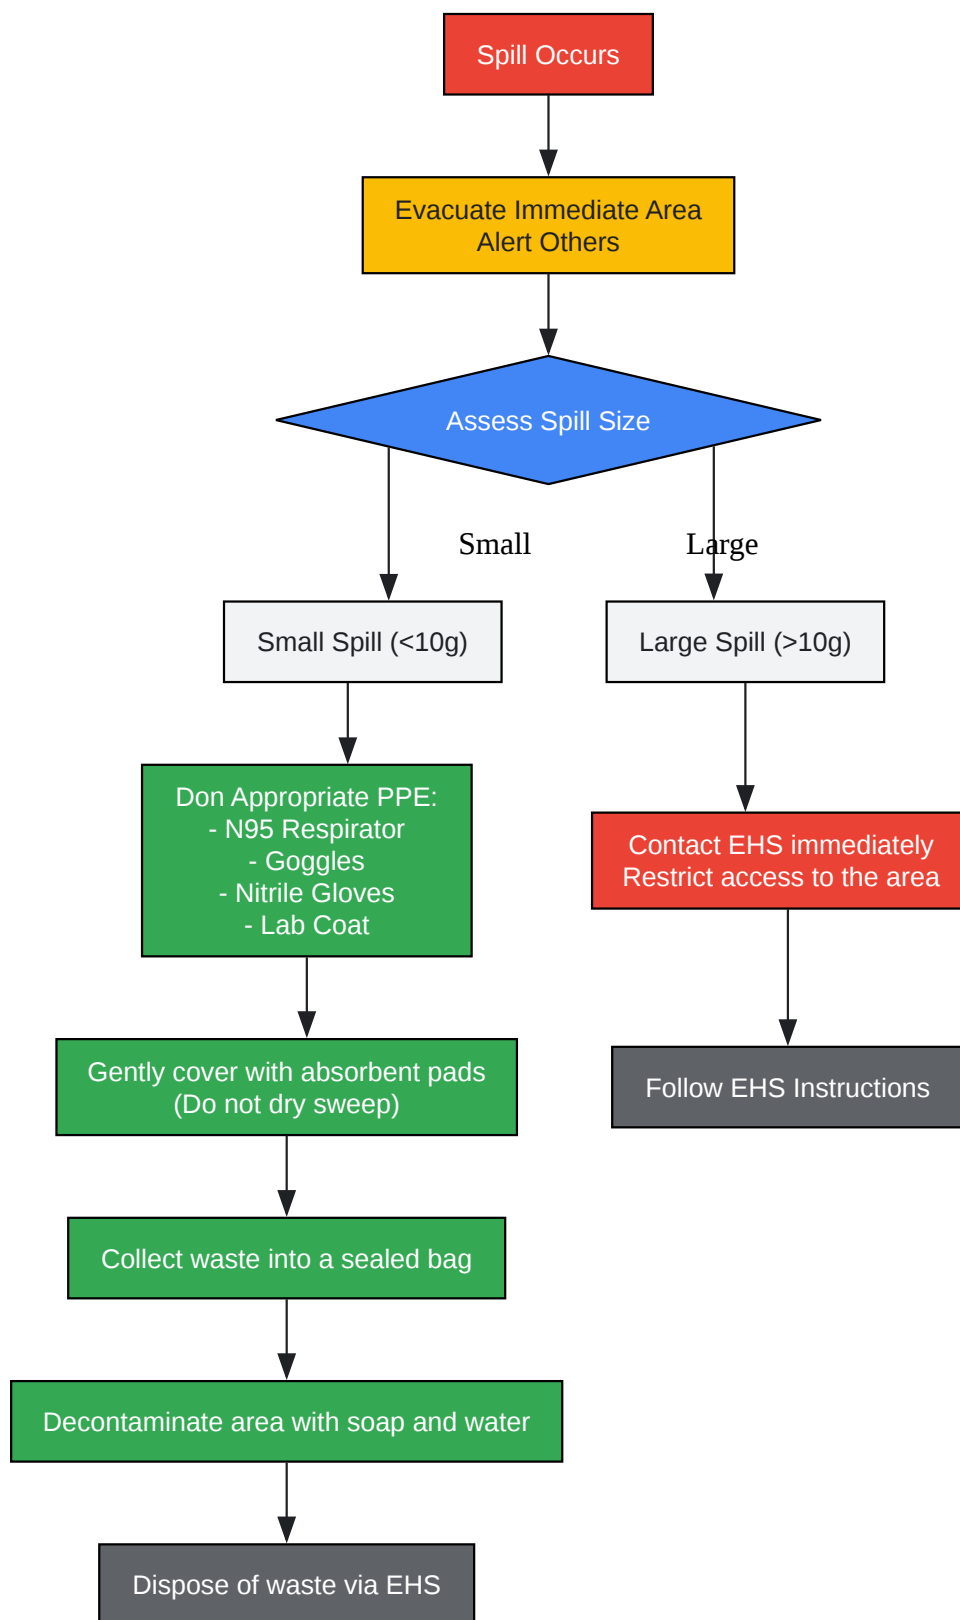 Spill Occurs
Evacuate Immediate Area
Alert Others
Assess Spill Size
Small
Large
Small Spill (<10g)
Large Spill (>10g)
Don Appropriate PPE:
- N95 Respirator
- Goggles
- Nitrile Gloves
- Lab Coat
Contact EHS immediately
Restrict access to the area
Gently cover with absorbent pads
(Do not dry sweep)
Follow EHS Instructions
Collect waste into a sealed bag
Decontaminate area with soap and water
Dispose of waste via EHS